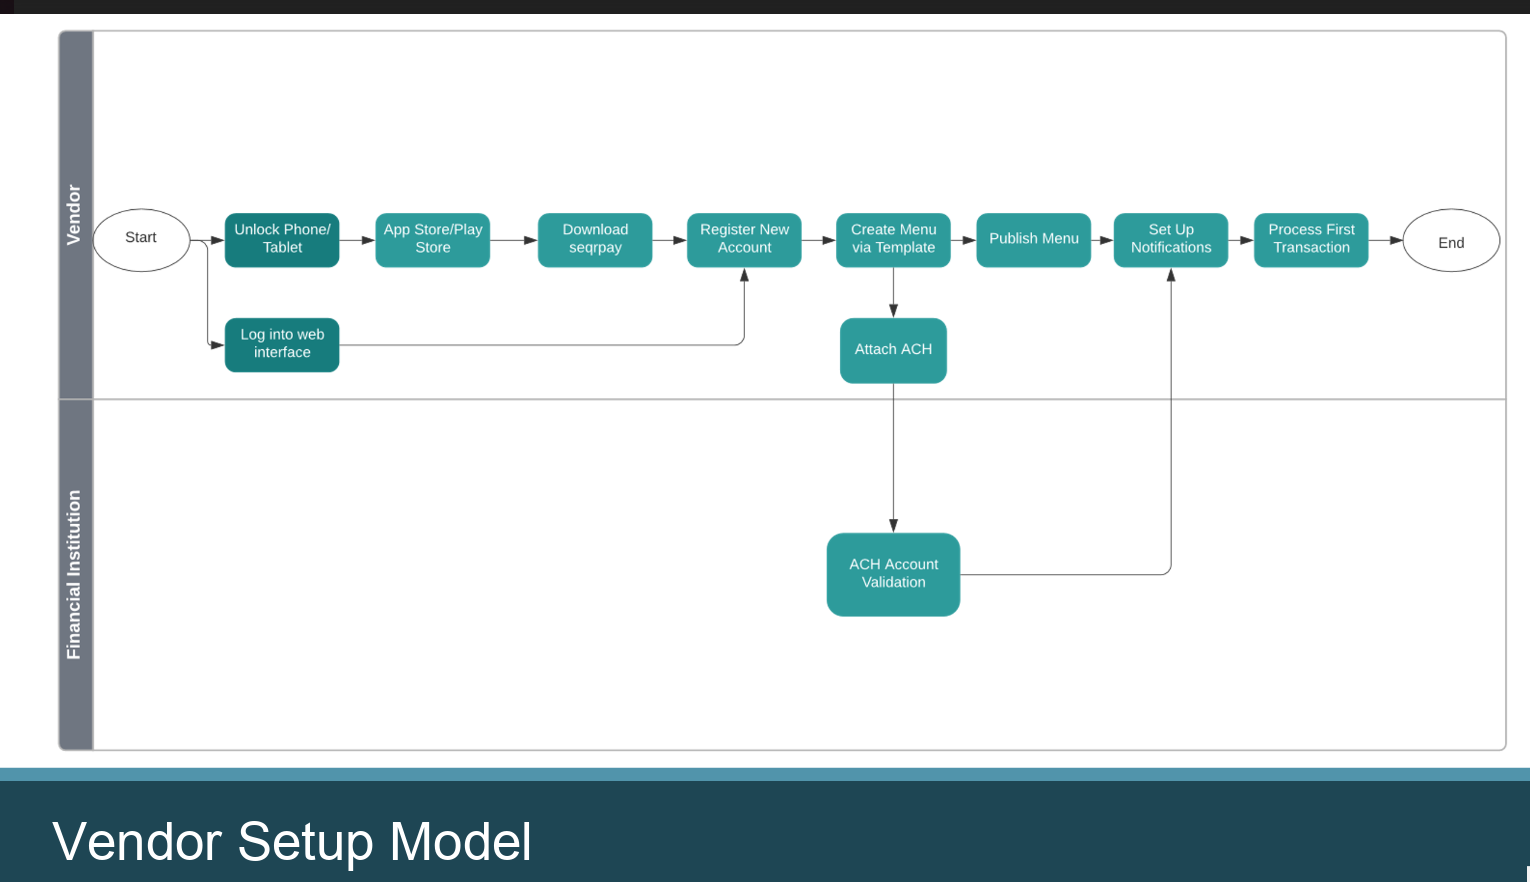 Vendor
Start
Unlock Phone/
Tablet
App Store/Play
Store
Download
seqrpay
Register New
Account
Create Menu
via Template
Publish Menu
Set Up
Notifications
Process First
Transaction
End
Log into web
interface
Attach ACH
Financial Institution
ACH Account
Validation
Vendor Setup Model